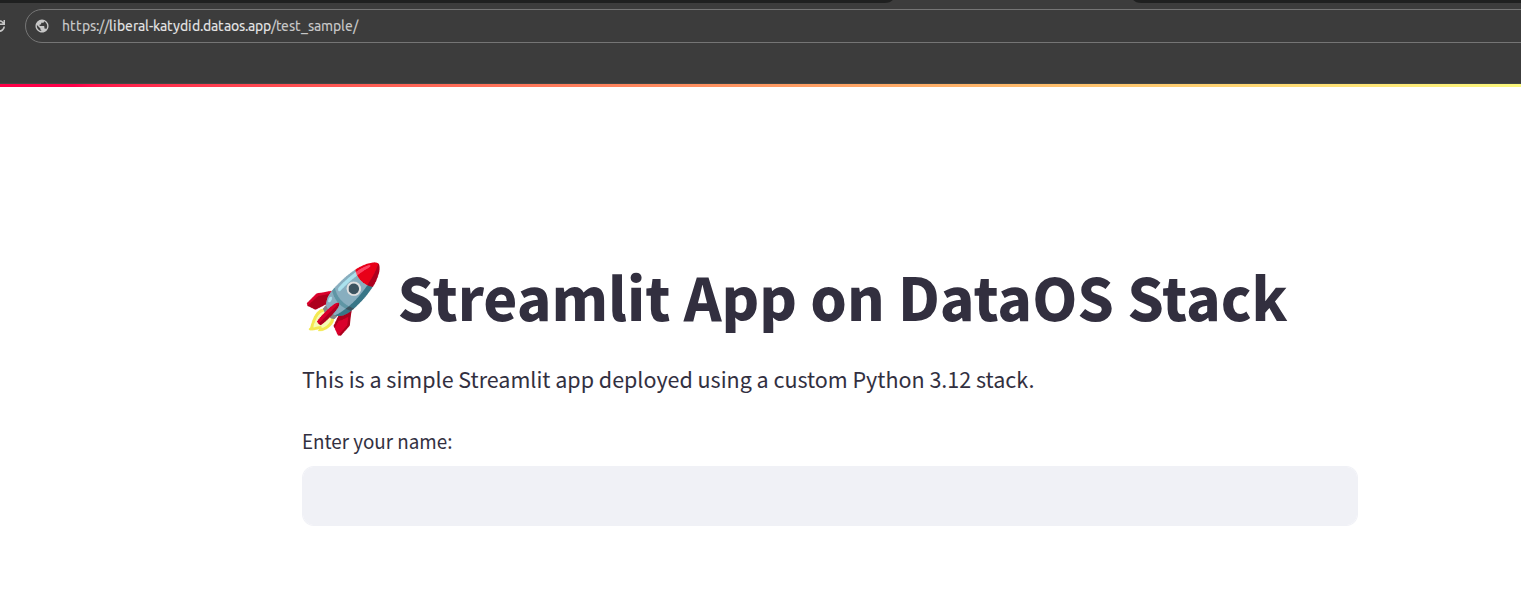 https://liberal-katydid.dataos.app/test_sample/
🚀 Streamlit App on DataOS Stack
This is a simple Streamlit app deployed using a custom Python 3.12 stack.
Enter your name: